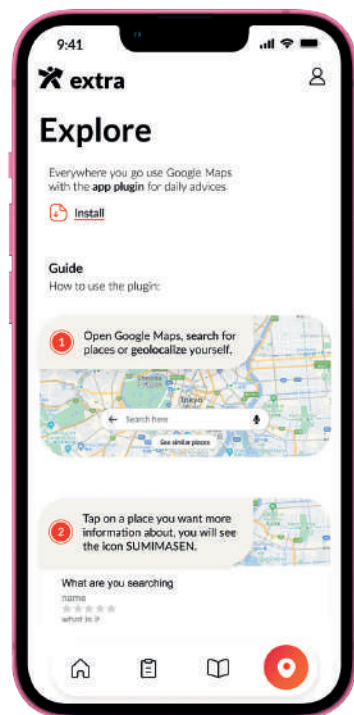 9:41
extra
Explore
Everywhere you go use Google Maps
with the app plugin for daily advices
Install
Guide
How to use the plugin:
1
Open Google Maps, search for
places or geolocalize yourself.
Tokyo
Search here
See similar places
2
Tap on a place you want more
information about, you will see
the icon SUMIMASEN.
What are you searching
name
what is it